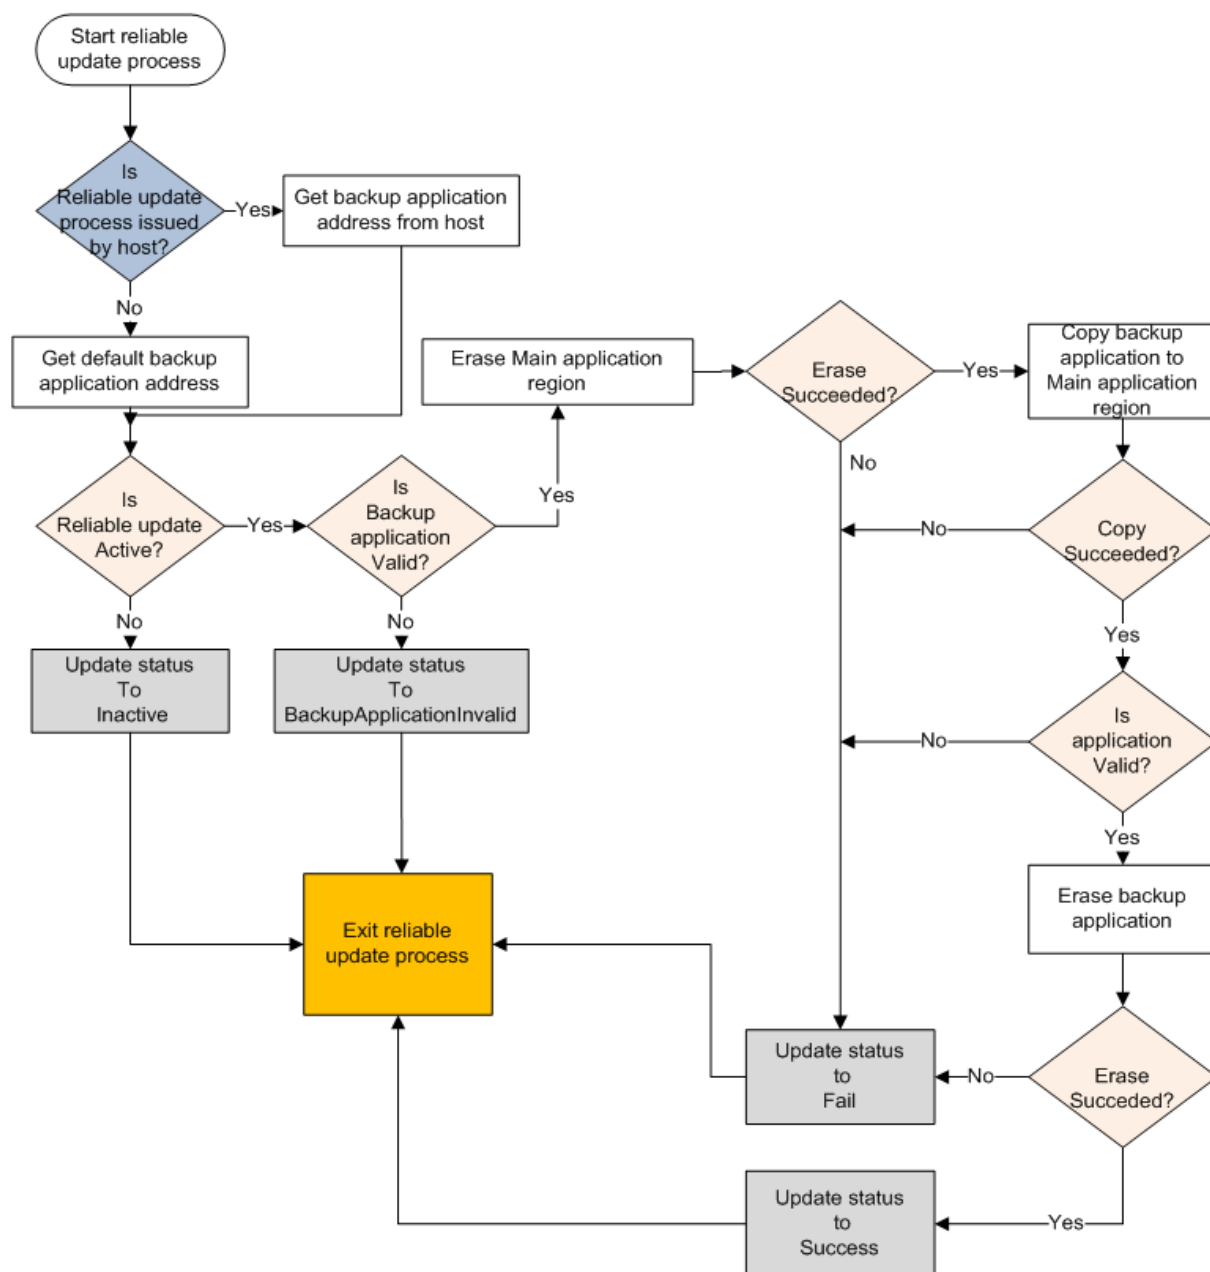 Start reliable
update process
Is
Reliable update
process issued
by host?
Yes
Get backup application
address from host
No
Get default backup
application address
Is
Reliable update
Active?
Yes
Is
Backup
application
Valid?
Yes
Erase Main application
region
Erase
Succeeded?
Yes
Copy backup
application to
Main application
region
No
No
Copy
Succeeded?
Yes
No
Is
application
Valid?
Yes
Erase backup
application
No
Update status
To
Inactive
No
Update status
To
BackupApplicationInvalid
Exit reliable
update process
Update status
to
Fail
No
Erase
Succeded?
Yes
Update status
to
Success